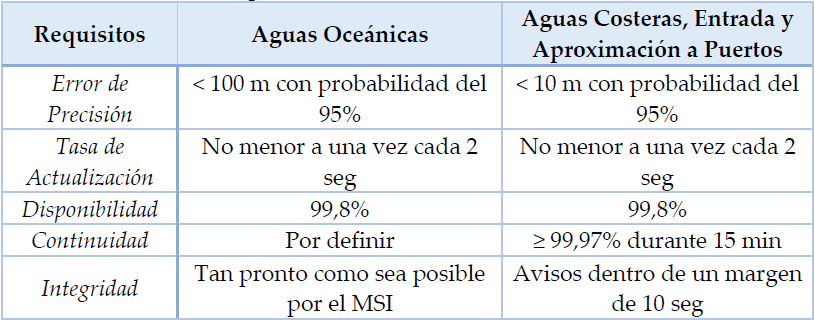 Requisitos
Aguas Oceánicas
Aguas Costeras, Entrada y
Aproximación a Puertos
Error de
Precisión
< 100 m con probabilidad del
95%
< 10 m con probabilidad del
95%
Tasa de
Actualización
No menor a una vez cada 2
seg
No menor a una vez cada 2
seg
Disponibilidad
99,8%
99,8%
Continuidad
Por definir
≥ 99,97% durante 15 min
Integridad
Tan pronto como sea posible
por el MSI
Avisos dentro de un margen
de 10 seg